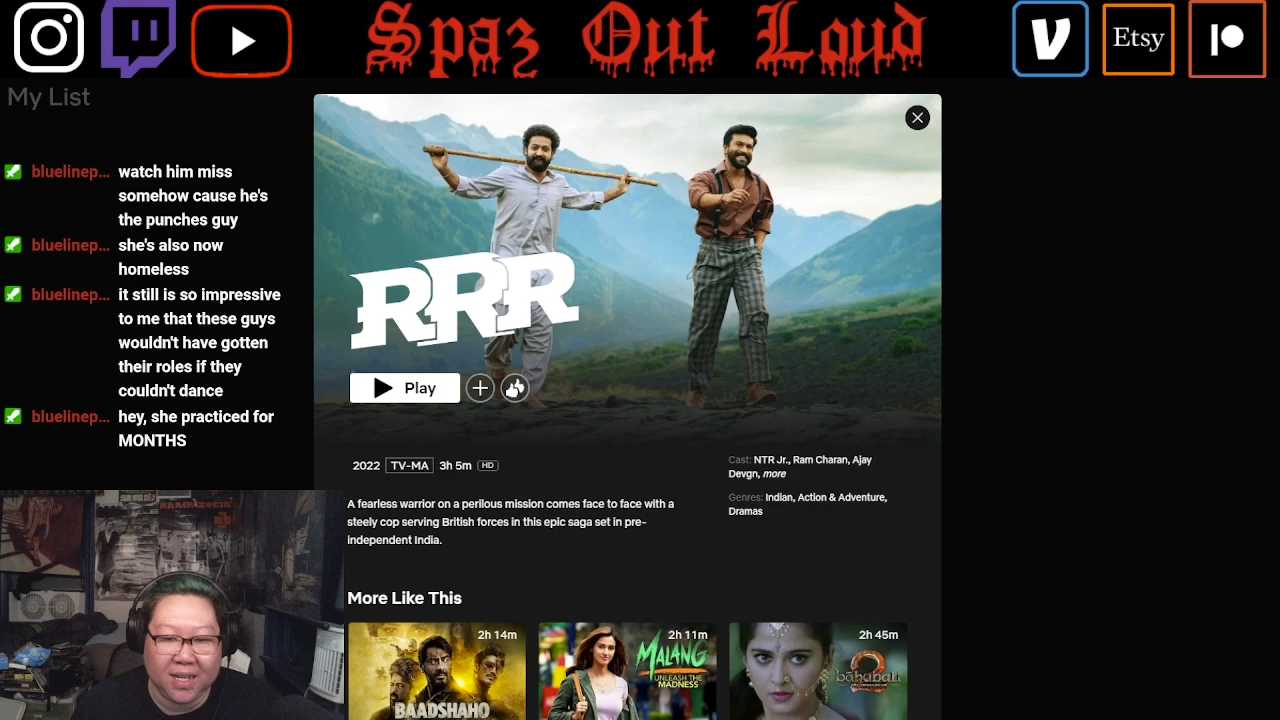 Spaz Out Loud
Etsy
My List
bluelinep... watch him miss
somehow cause he's
the punches guy
bluelinep... she's also now
homeless
bluelinep... it still is so impressive
to me that these guys
wouldn't have gotten
their roles if they
couldn't dance
bluelinep... hey, she practiced for
MONTHS
RRR
Play
2022 TV-MA 3h 5m HD
Cast: NTR Jr., Ram Charan, Ajay
Devgn, more
A fearless warrior on a perilous mission comes face to face with a
steely cop serving British forces in this epic saga set in pre-
independent India.
Genres: Indian, Action & Adventure,
Dramas
More Like This
2h 14m
BAADSHAHO
2h 11m
MALANG
UNLEASH THE
MADNESS
2h 45m
bahubali
2
RAMMSTEIN